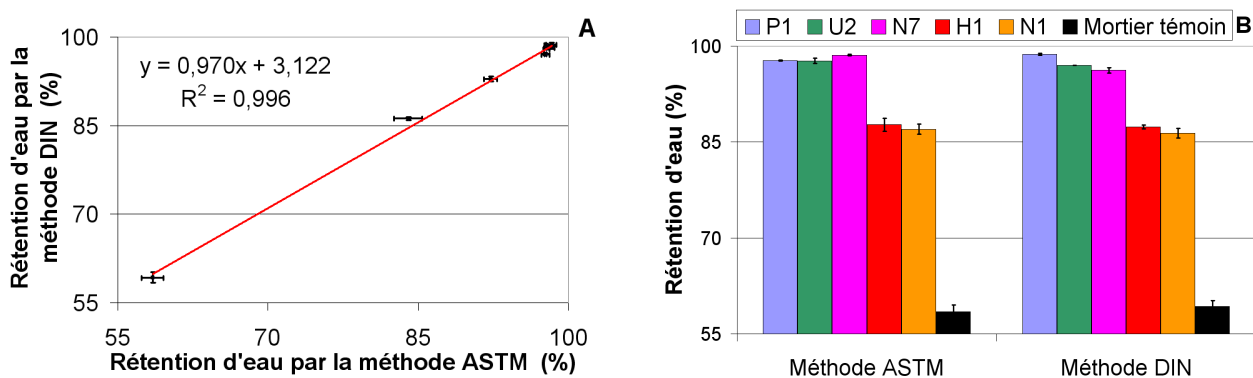 A
y = 0,970x + 3,122
R² = 0,996
Rétention d'eau par la
méthode DIN (%)
100
85
70
55
55 70 85 100
Rétention d'eau par la méthode ASTM (%)
P1 U2 N7 H1 N1 Mortier témoin B
Rétention d'eau (%)
100
85
70
55
Méthode ASTM Méthode DIN